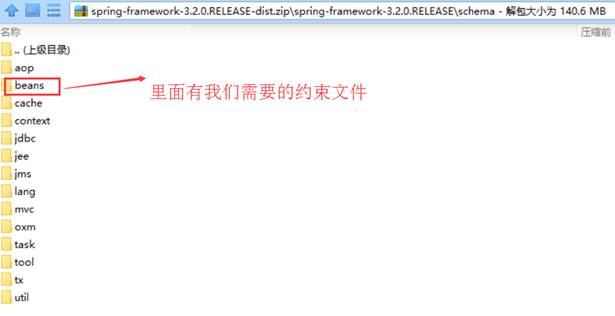 spring-framework-3.2.0.RELEASE-dist.zip\spring-framework-3.2.0.RELEASE\schema - 解包大小为 140.6 MB
名称 压缩前
.. (上级目录)
aop
beans
里面有我们需要的约束文件
cache
context
jdbc
jee
jms
lang
mvc
oxm
task
tool
tx
util